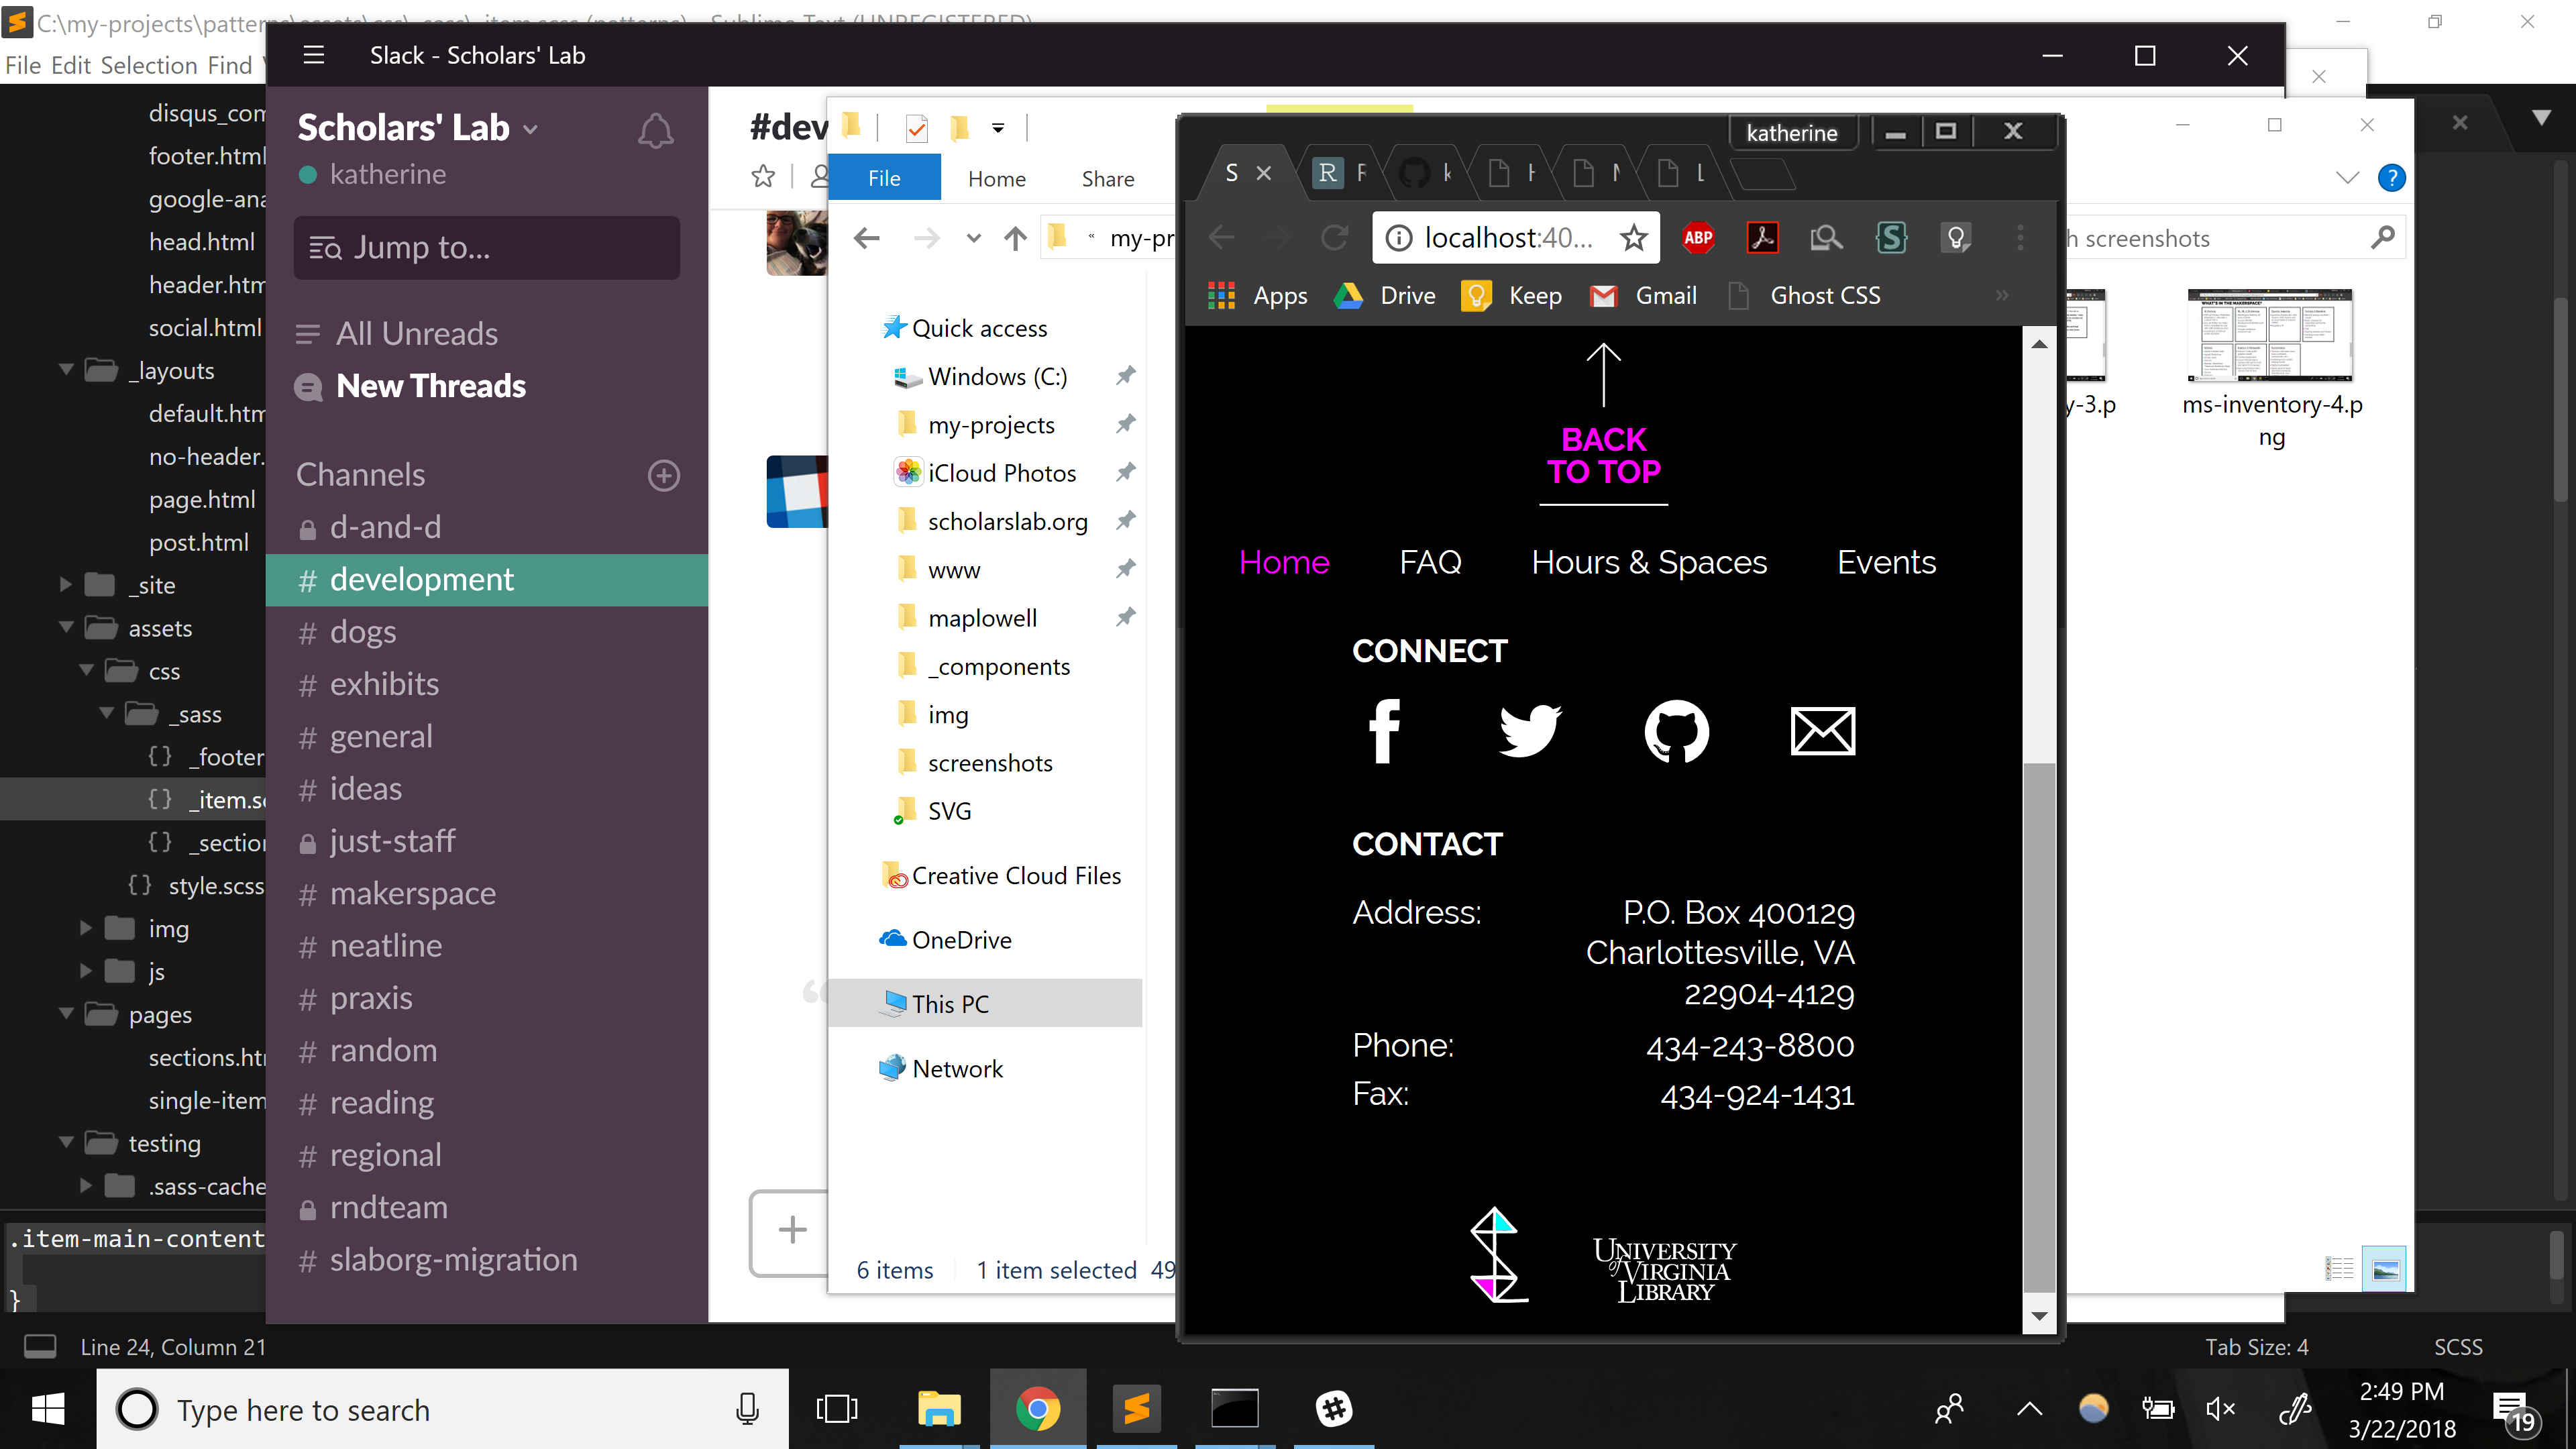 C:\my-projects\pattern
File Edit Selection Find
Slack - Scholars' Lab
disqus_com
footer.html
google-ana
head.html
header.htm
social.html
_layouts
default.htm
no-header.
page.html
post.html
_site
assets
css
_sass
_footer
_item.sc
_section
style.scss
img
js
pages
sections.htm
single-item
testing
.sass-cache
.item-main-content
}
Line 24, Column 21
Tab Size: 4
SCSS
Scholars' Lab
katherine
Jump to...
All Unreads
New Threads
Channels
d-and-d
# development
# dogs
# exhibits
# general
# ideas
just-staff
# makerspace
# neatline
# praxis
# random
# reading
# regional
rndteam
# slaborg-migration
#dev
File Home Share
my-pr
Quick access
Windows (C:)
my-projects
iCloud Photos
scholarslab.org
www
maplowell
_components
img
screenshots
SVG
Creative Cloud Files
OneDrive
This PC
Network
6 items 1 item selected 49
h screenshots
y-3.p
ms-inventory-4.p
ng
katherine
S
R
localhost:40...
ABP
Apps Drive Keep Gmail Ghost CSS »
BACK
TO TOP
Home FAQ Hours & Spaces Events
CONNECT
CONTACT
Address: P.O. Box 400129
Charlottesville, VA
22904-4129
Phone: 434-243-8800
Fax: 434-924-1431
UNIVERSITY
of VIRGINIA
LIBRARY
Type here to search
2:49 PM
3/22/2018
19